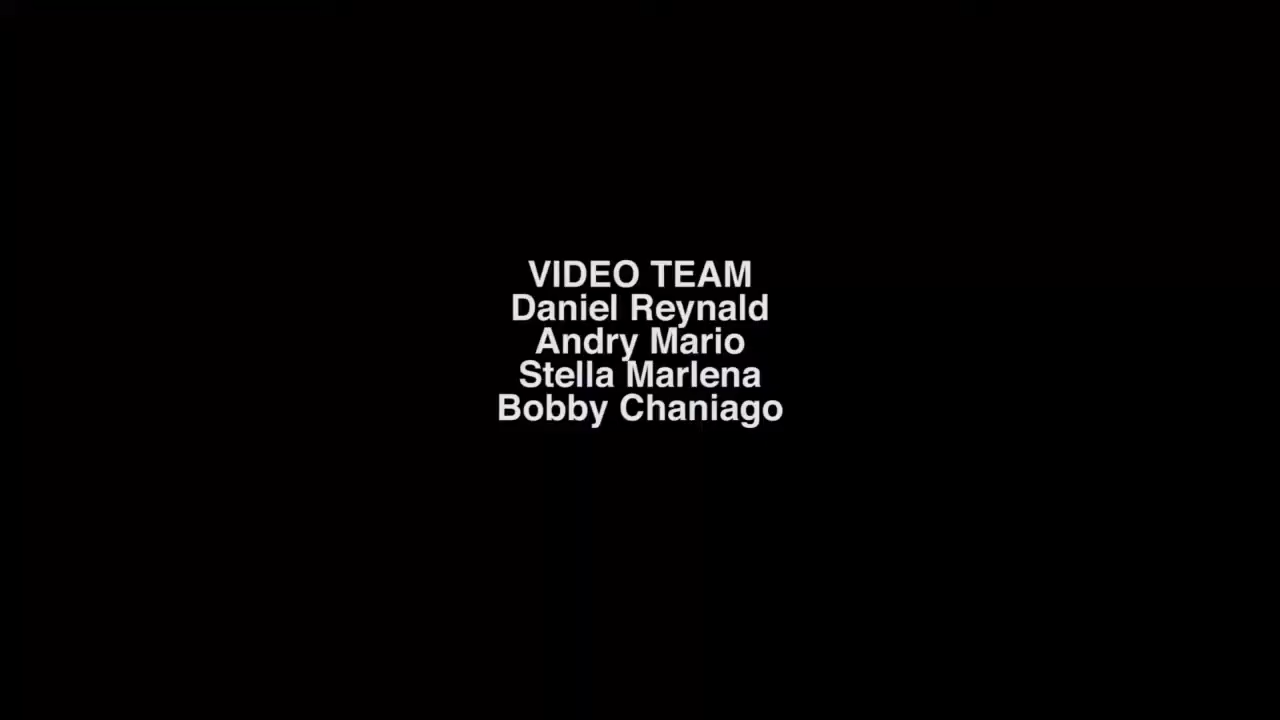 VIDEO TEAM
Daniel Reynald
Andry Mario
Stella Marlena
Bobby Chaniago